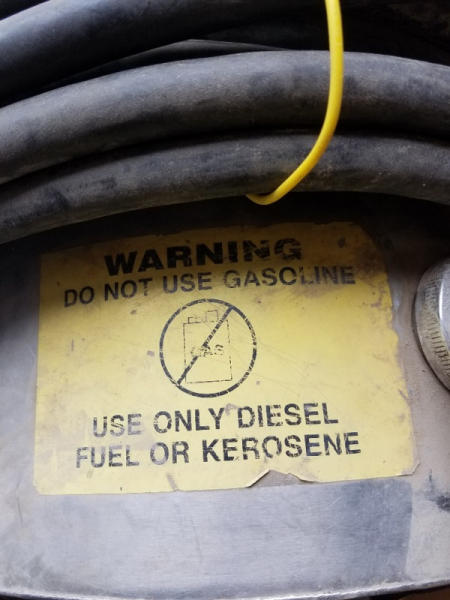 WARNING
DO NOT USE GASOLINE
GAS
USE ONLY DIESEL
FUEL OR KEROSENE